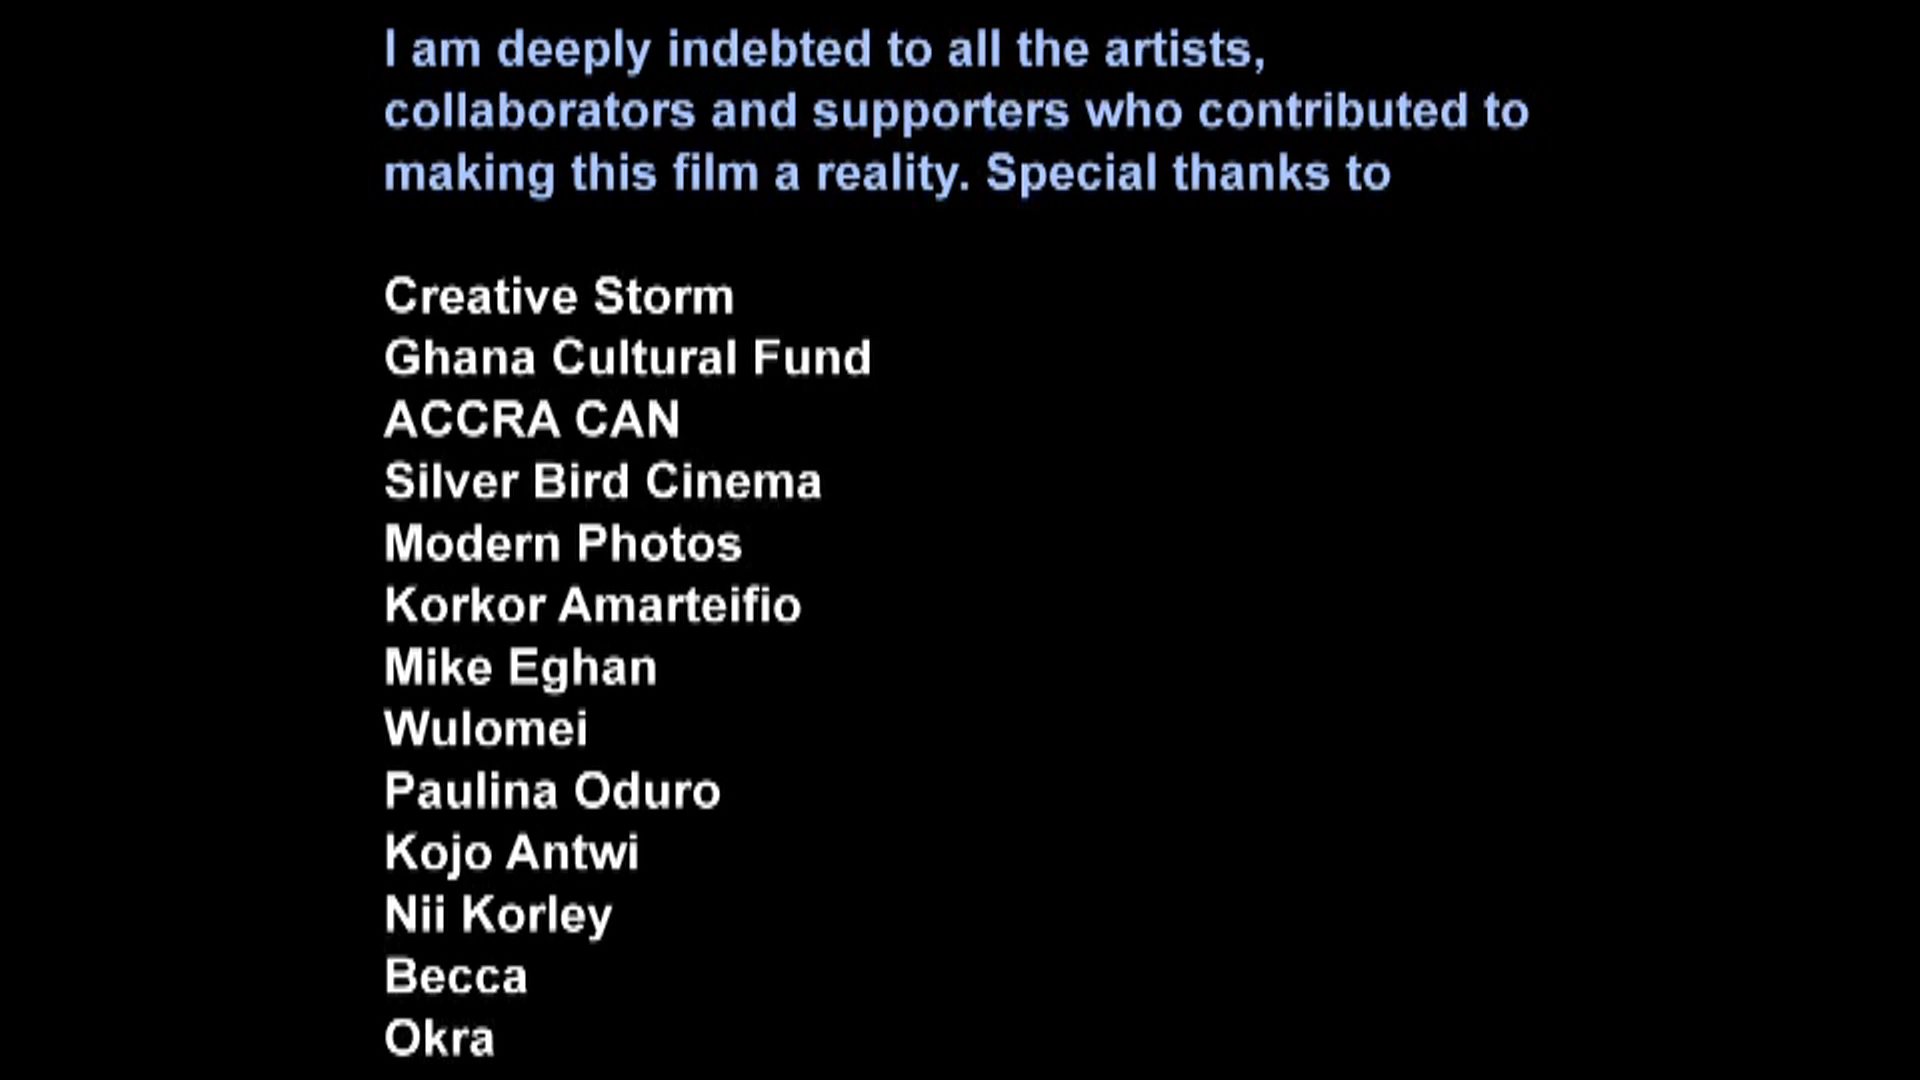 I am deeply indebted to all the artists,
collaborators and supporters who contributed to
making this film a reality. Special thanks to
Creative Storm
Ghana Cultural Fund
ACCRA CAN
Silver Bird Cinema
Modern Photos
Korkor Amarteifio
Mike Eghan
Wulomei
Paulina Oduro
Kojo Antwi
Nii Korley
Becca
Okra